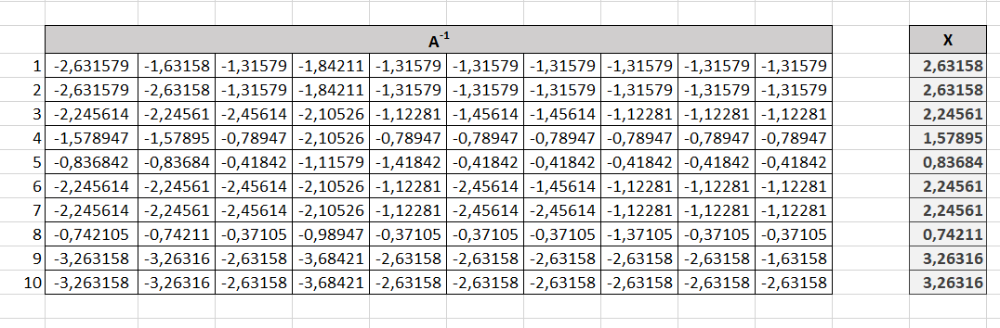 A-1 X
1 -2,631579 -1,63158 -1,31579 -1,84211 -1,31579 -1,31579 -1,31579 -1,31579 -1,31579 -1,31579 2,63158
2 -2,631579 -2,63158 -1,31579 -1,84211 -1,31579 -1,31579 -1,31579 -1,31579 -1,31579 -1,31579 2,63158
3 -2,245614 -2,24561 -2,45614 -2,10526 -1,12281 -1,45614 -1,45614 -1,12281 -1,12281 -1,12281 2,24561
4 -1,578947 -1,57895 -0,78947 -2,10526 -0,78947 -0,78947 -0,78947 -0,78947 -0,78947 -0,78947 1,57895
5 -0,836842 -0,83684 -0,41842 -1,11579 -1,41842 -0,41842 -0,41842 -0,41842 -0,41842 -0,41842 0,83684
6 -2,245614 -2,24561 -2,45614 -2,10526 -1,12281 -2,45614 -1,45614 -1,12281 -1,12281 -1,12281 2,24561
7 -2,245614 -2,24561 -2,45614 -2,10526 -1,12281 -2,45614 -2,45614 -1,12281 -1,12281 -1,12281 2,24561
8 -0,742105 -0,74211 -0,37105 -0,98947 -0,37105 -0,37105 -0,37105 -1,37105 -0,37105 -0,37105 0,74211
9 -3,263158 -3,26316 -2,63158 -3,68421 -2,63158 -2,63158 -2,63158 -2,63158 -2,63158 -1,63158 3,26316
10 -3,263158 -3,26316 -2,63158 -3,68421 -2,63158 -2,63158 -2,63158 -2,63158 -2,63158 -2,63158 3,26316